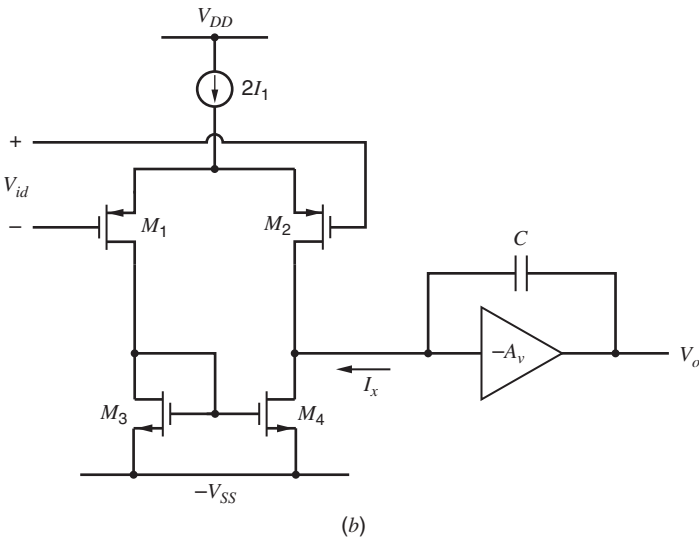 V_DD
2I_1
+
V_id
−
M_1
M_2
C
−A_v
V_o
I_x
M_3
M_4
−V_SS
(b)